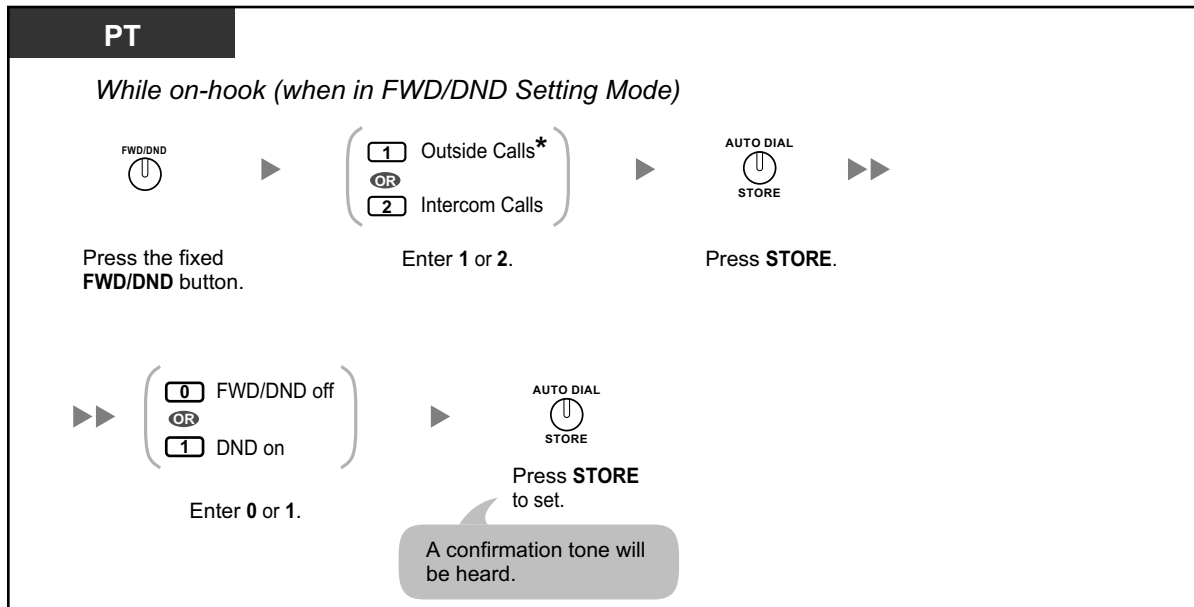 PT
While on-hook (when in FWD/DND Setting Mode)
FWD/DND
1 Outside Calls*
OR
2 Intercom Calls
AUTO DIAL
STORE
Press the fixed
FWD/DND button.
Enter 1 or 2.
Press STORE.
0 FWD/DND off
OR
1 DND on
AUTO DIAL
STORE
Enter 0 or 1.
Press STORE
to set.
A confirmation tone will
be heard.